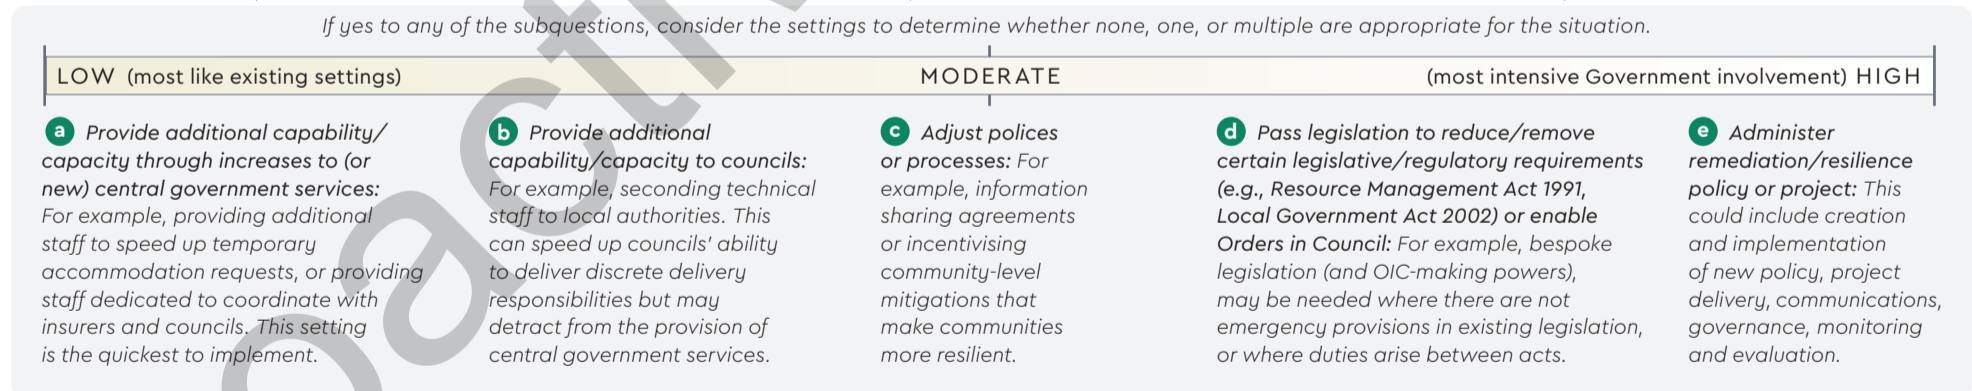 If yes to any of the subquestions, consider the settings to determine whether none, one, or multiple are appropriate for the situation.
LOW (most like existing settings)
MODERATE
(most intensive Government involvement) HIGH
a Provide additional capability/
capacity through increases to (or
new) central government services:
For example, providing additional
staff to speed up temporary
accommodation requests, or providing
staff dedicated to coordinate with
insurers and councils. This setting
is the quickest to implement.
b Provide additional
capability/capacity to councils:
For example, seconding technical
staff to local authorities. This
can speed up councils' ability
to deliver discrete delivery
responsibilities but may
detract from the provision of
central government services.
c Adjust polices
or processes: For
example, information
sharing agreements
or incentivising
community-level
mitigations that
make communities
more resilient.
d Pass legislation to reduce/remove
certain legislative/regulatory requirements
(e.g., Resource Management Act 1991,
Local Government Act 2002) or enable
Orders in Council: For example, bespoke
legislation (and OIC-making powers),
may be needed where there are not
emergency provisions in existing legislation,
or where duties arise between acts.
e Administer
remediation/resilience
policy or project: This
could include creation
and implementation
of new policy, project
delivery, communications,
governance, monitoring
and evaluation.